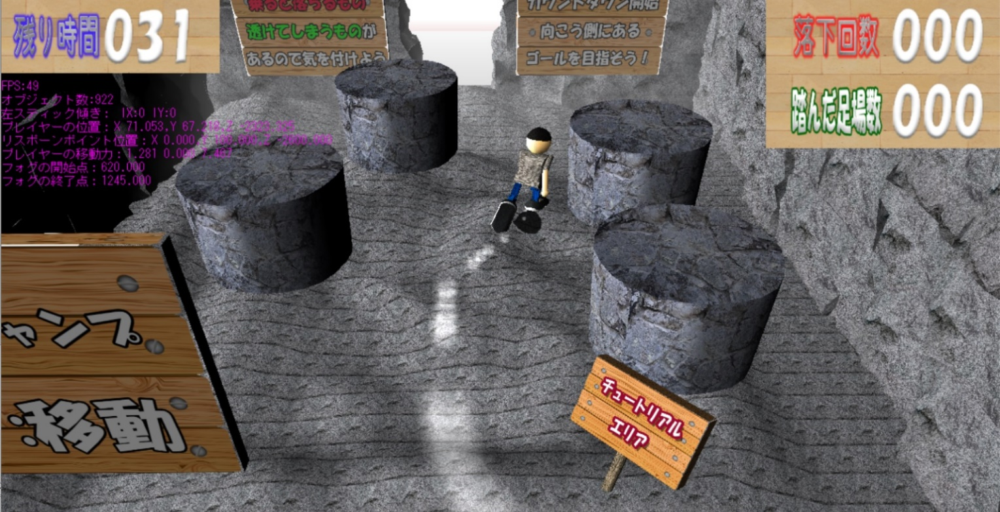 残り時間 031
乗ると落ちるもの
透けてしまうものが
あるので気を付けよう
カウントダウン開始
向こう側にある
ゴールを目指そう！
落下回数 000
踏んだ足場数 000
FPS:49
オブジェクト数:922
左スティック傾き： IX:0 IY:0
プレイヤーの位置：X 71.053,Y 67.218,Z
リスポーンポイント位置：X 0.000,Y 100.000,Z
プレイヤーの移動力：1.281 0.000
フォグの開始点：620.000
フォグの終了点：1245.000
ャンプ
移動
チュートリアル
エリア